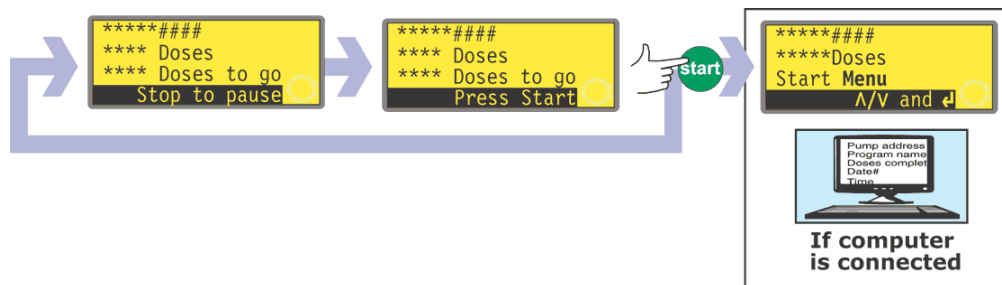 *****####
**** Doses
**** Doses to go
Stop to pause
*****####
**** Doses
**** Doses to go
Press Start
start
*****####
*****Doses
Start Menu
Λ/V and ↲
Pump address
Program name
Doses complet
Date#
Time
If computer
is connected